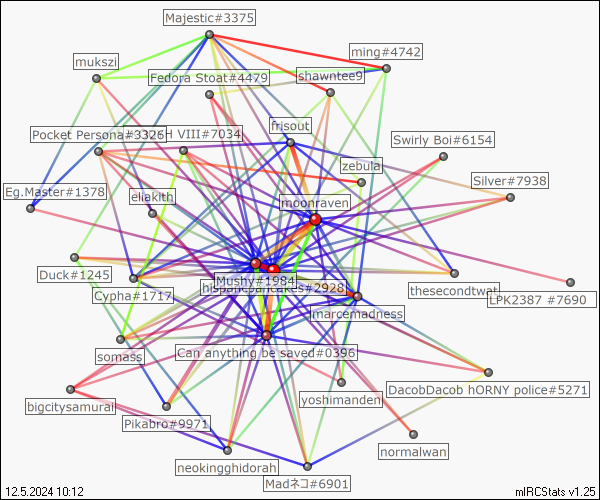 Majestic#3375
ming#4742
mukszi
Fedora Stoat#4479
shawntee9
frisout
Pocket Persona#3326
H VIII#7034
Swirly Boi#6154
zebula
Silver#7938
Eg.Master#1378
eliakith
moonraven
Duck#1245
Mushy#1984
Cypha#1717
cakes#2928
thesecondtwat
LPK2387 #7690
marcemadness
somass
Can anything be saved#0396
DacobDacob hORNY police#5271
yoshimanden
bigcitysamurai
Pikabro#9971
normalwan
neokingghidorah
Madネコ#6901
12.5.2024 10:12
mIRCStats v1.25